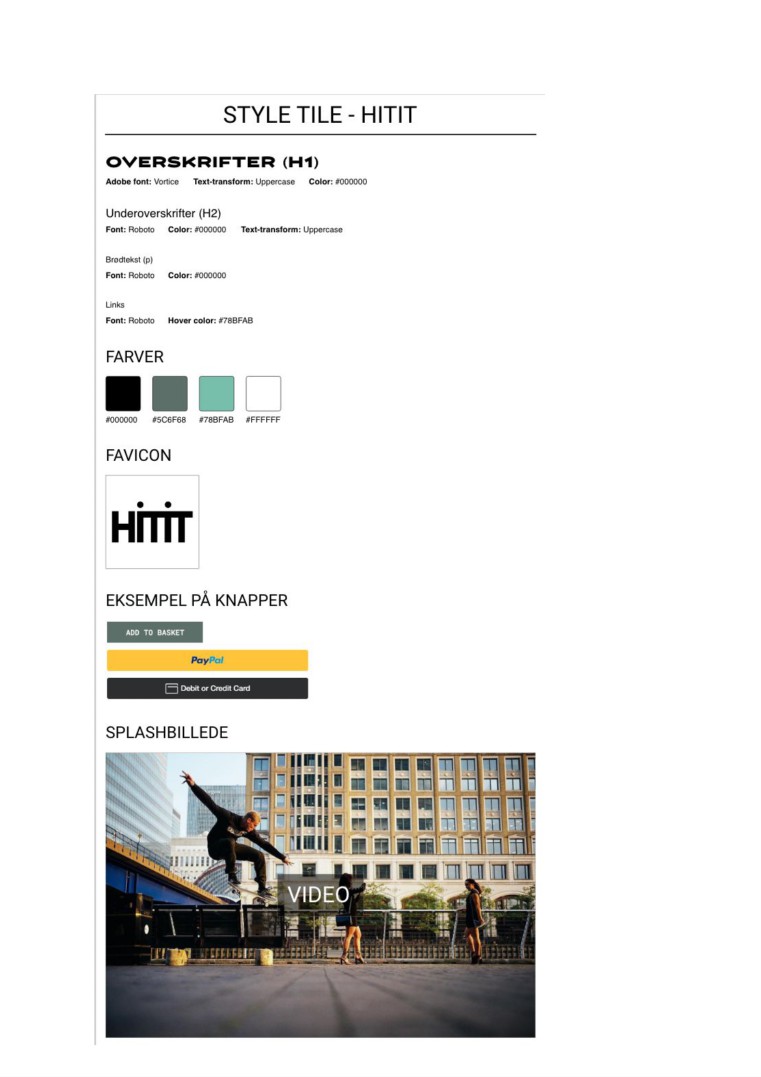 STYLE TILE - HITIT
OVERSKRIFTER (H1)
Adobe font: Vortice Text-transform: Uppercase Color: #000000
Underoverskrifter (H2)
Font: Roboto Color: #000000 Text-transform: Uppercase
Brødtekst (p)
Font: Roboto Color: #000000
Links
Font: Roboto Hover color: #78BFAB
FARVER
#000000 #5C6F68 #78BFAB #FFFFFF
FAVICON
HiTiT
EKSEMPEL PÅ KNAPPER
ADD TO BASKET
PayPal
Debit or Credit Card
SPLASHBILLEDE
VIDEO